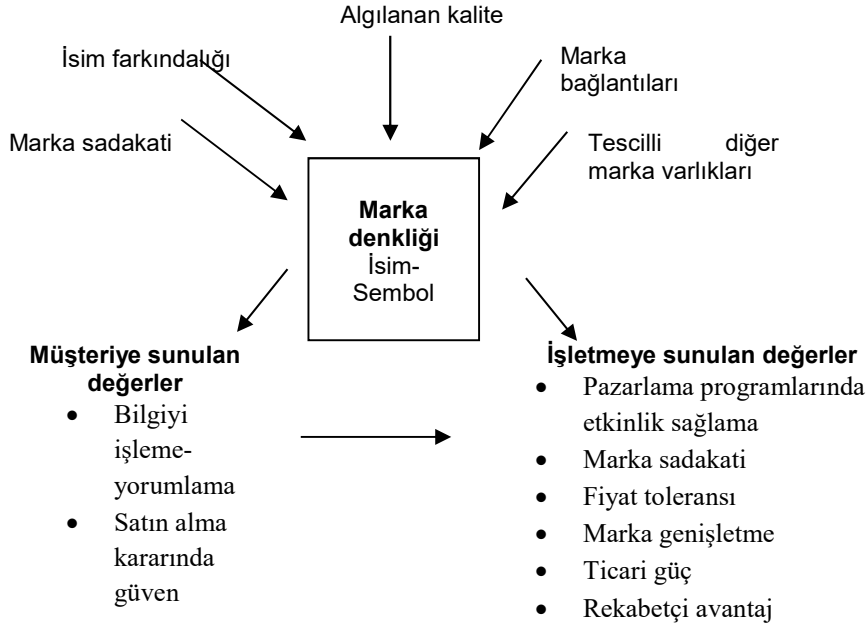 Algılanan kalite
İsim farkındalığı
Marka
bağlantıları
Marka sadakati
Tescilli diğer
marka varlıkları
Marka
denkliği
İsim-
Sembol
Müşteriye sunulan
değerler
• Bilgiyi
işleme-
yorumlama
• Satın alma
kararında
güven
İşletmeye sunulan değerler
• Pazarlama programlarında
etkinlik sağlama
• Marka sadakati
• Fiyat toleransı
• Marka genişletme
• Ticari güç
• Rekabetçi avantaj